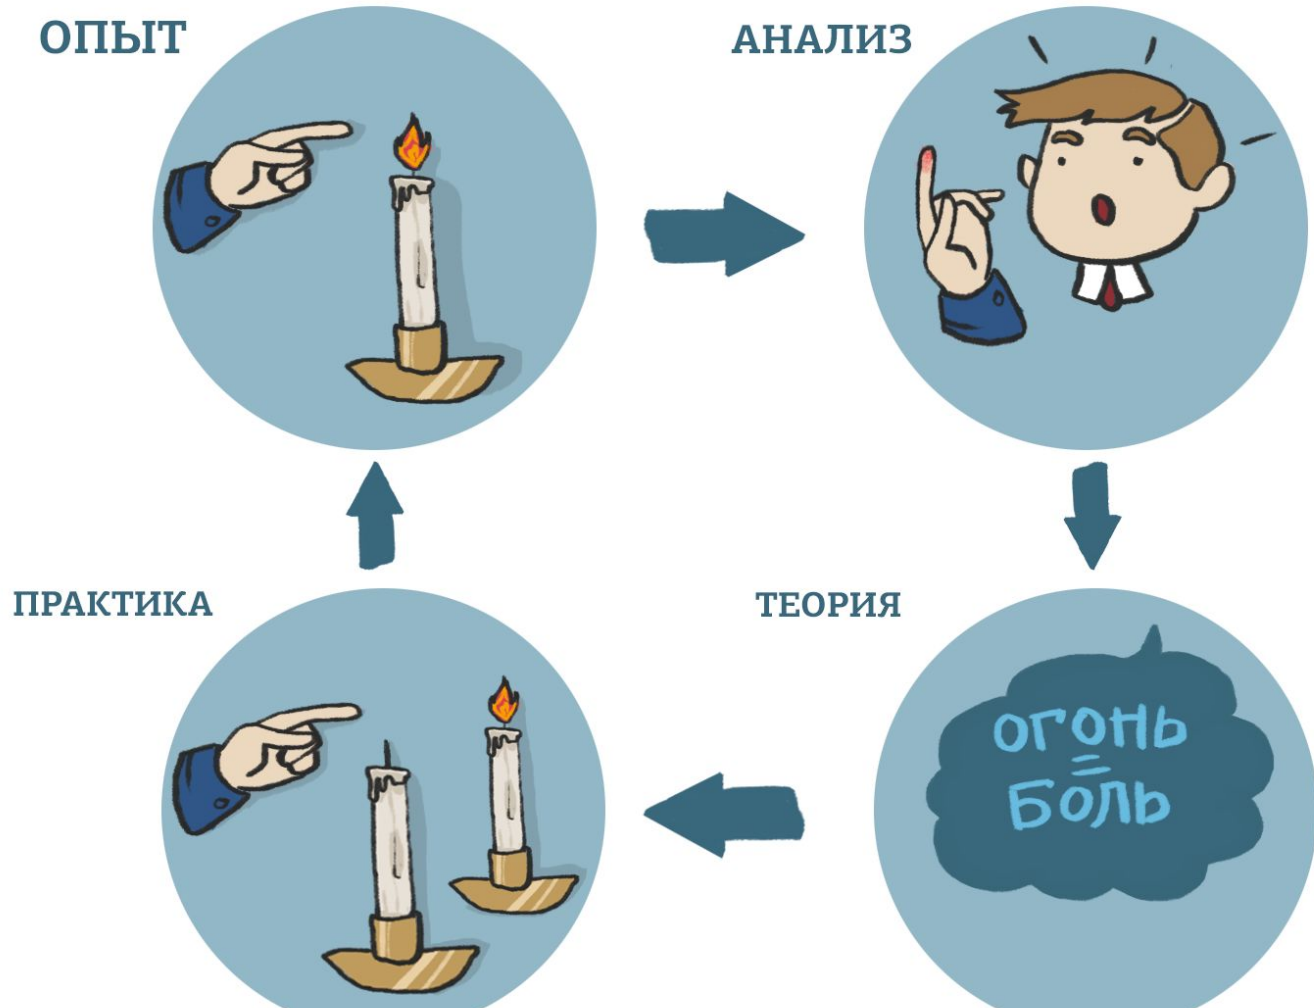 ОПЫТ
АНАЛИЗ
ПРАКТИКА
ТЕОРИЯ
ОГОНЬ
=
БОЛЬ